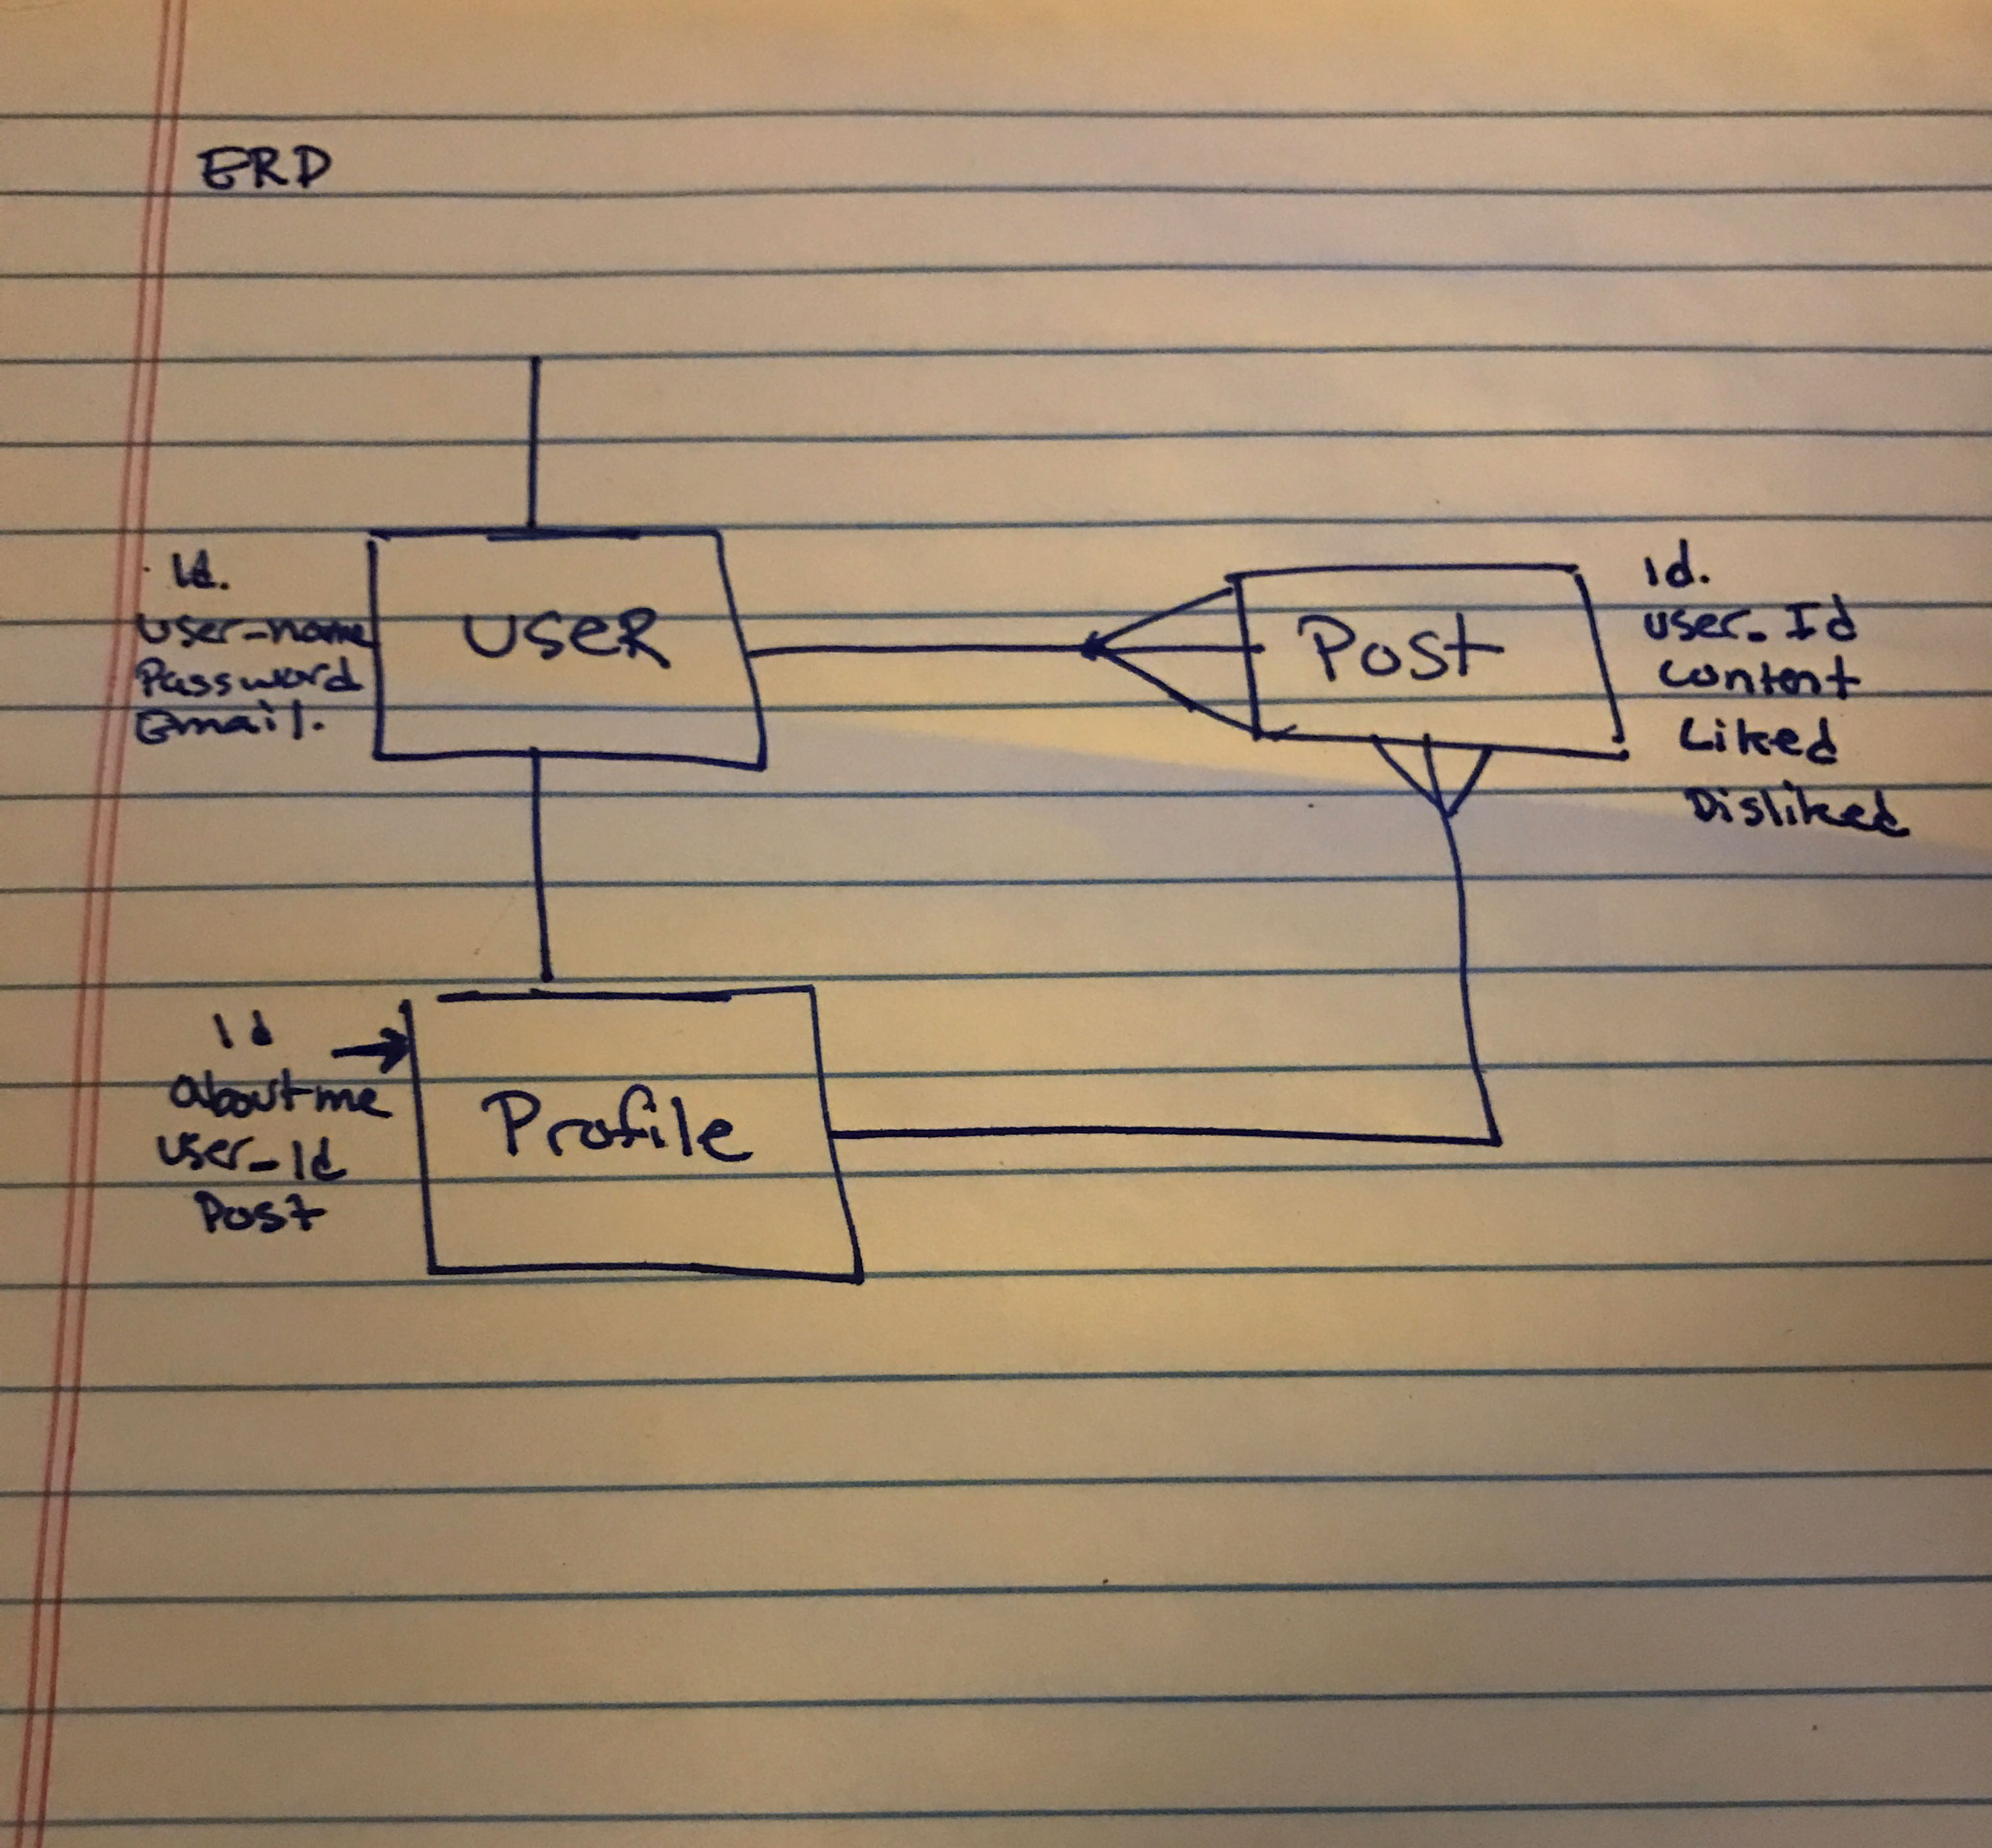 ERD
Id.
User-name
Password
Email.
USER
Post
id.
user-Id
Content
Liked
Disliked
Id
aboutme
user-Id
Post
Profile